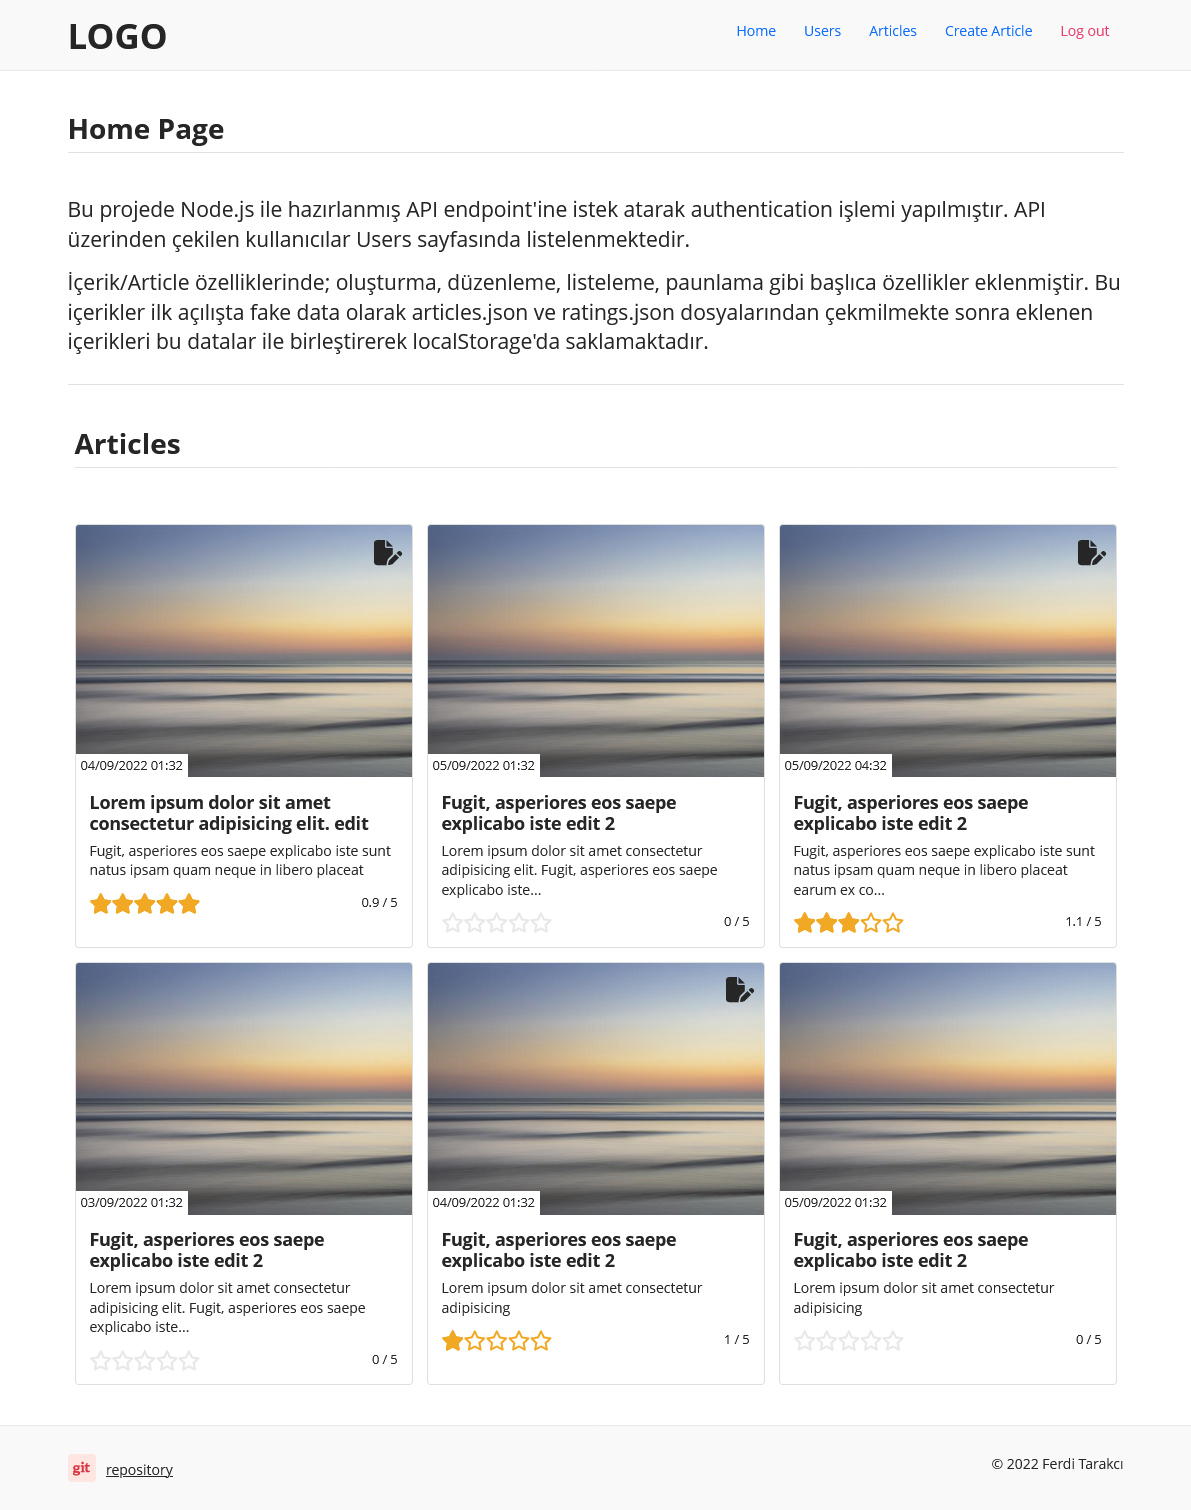 LOGO
Home Users Articles Create Article Log out
Home Page
Bu projede Node.js ile hazırlanmış API endpoint'ine istek atarak authentication işlemi yapılmıştır. API
üzerinden çekilen kullanıcılar Users sayfasında listelenmektedir.
İçerik/Article özelliklerinde; oluşturma, düzenleme, listeleme, paunlama gibi başlıca özellikler eklenmiştir. Bu
içerikler ilk açılışta fake data olarak articles.json ve ratings.json dosyalarından çekmilmekte sonra eklenen
içerikleri bu datalar ile birleştirerek localStorage'da saklamaktadır.
Articles
04/09/2022 01:32
Lorem ipsum dolor sit amet
consectetur adipisicing elit. edit
Fugit, asperiores eos saepe explicabo iste sunt
natus ipsam quam neque in libero placeat
0.9 / 5
05/09/2022 01:32
Fugit, asperiores eos saepe
explicabo iste edit 2
Lorem ipsum dolor sit amet consectetur
adipisicing elit. Fugit, asperiores eos saepe
explicabo iste...
0 / 5
05/09/2022 04:32
Fugit, asperiores eos saepe
explicabo iste edit 2
Fugit, asperiores eos saepe explicabo iste sunt
natus ipsam quam neque in libero placeat
earum ex co...
1.1 / 5
03/09/2022 01:32
Fugit, asperiores eos saepe
explicabo iste edit 2
Lorem ipsum dolor sit amet consectetur
adipisicing elit. Fugit, asperiores eos saepe
explicabo iste...
0 / 5
04/09/2022 01:32
Fugit, asperiores eos saepe
explicabo iste edit 2
Lorem ipsum dolor sit amet consectetur
adipisicing
1 / 5
05/09/2022 01:32
Fugit, asperiores eos saepe
explicabo iste edit 2
Lorem ipsum dolor sit amet consectetur
adipisicing
0 / 5
git repository
© 2022 Ferdi Tarakcı